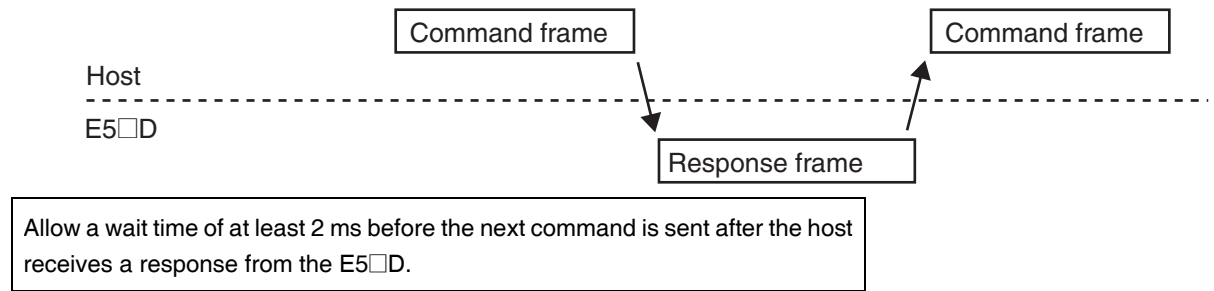 Command frame
Command frame
Host
E5□D
Response frame
Allow a wait time of at least 2 ms before the next command is sent after the host
receives a response from the E5□D.